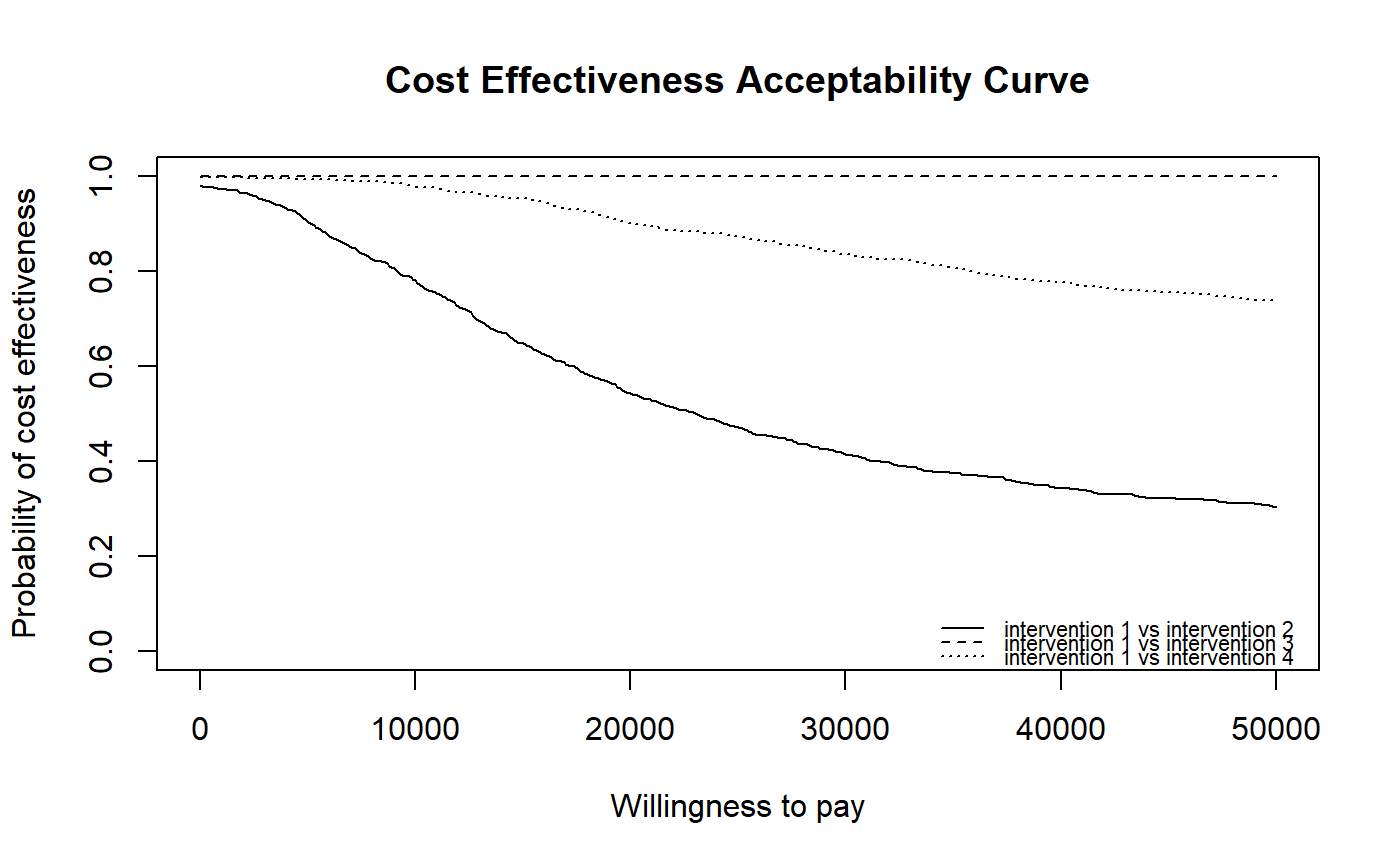 Cost Effectiveness Acceptability Curve
Probability of cost effectiveness
1.0
0.8
0.6
0.4
0.2
0.0
intervention 1 vs intervention 2
intervention 1 vs intervention 3
intervention 1 vs intervention 4
0 10000 20000 30000 40000 50000
Willingness to pay